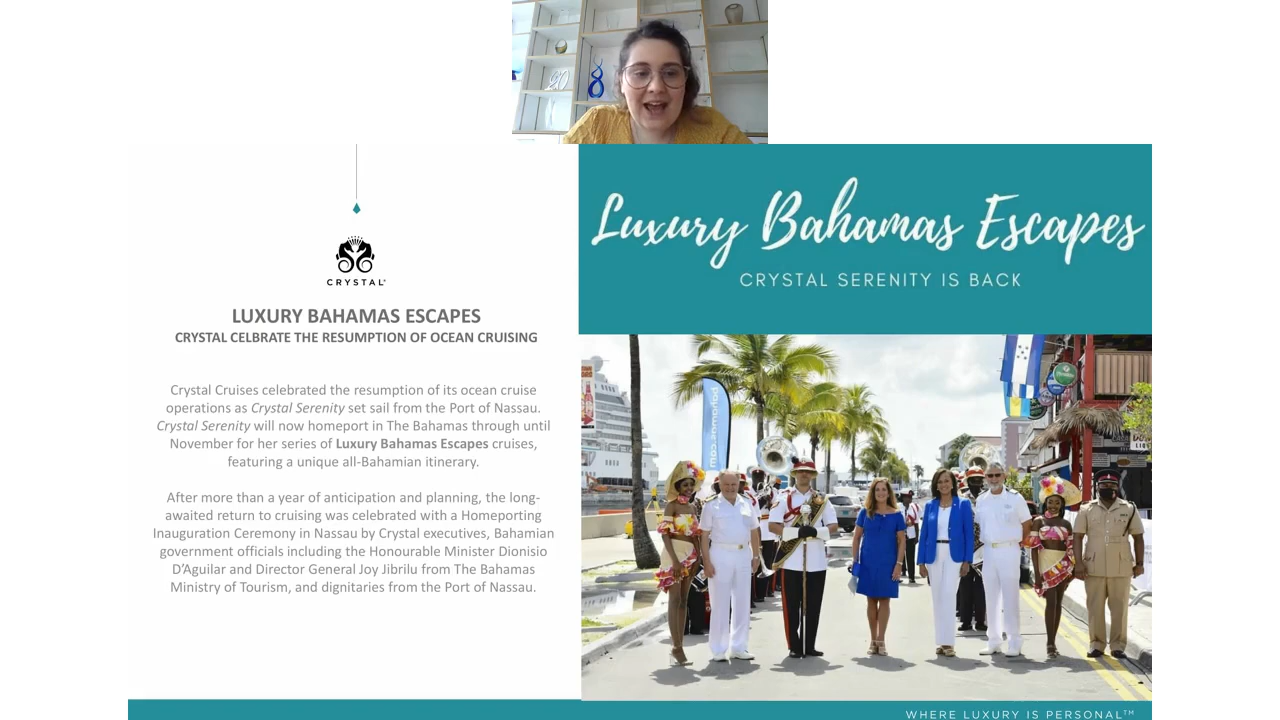 CRYSTAL®
LUXURY BAHAMAS ESCAPES
CRYSTAL CELBRATE THE RESUMPTION OF OCEAN CRUISING
Crystal Cruises celebrated the resumption of its ocean cruise
operations as Crystal Serenity set sail from the Port of Nassau.
Crystal Serenity will now homeport in The Bahamas through until
November for her series of Luxury Bahamas Escapes cruises,
featuring a unique all-Bahamian itinerary.
After more than a year of anticipation and planning, the long-
awaited return to cruising was celebrated with a Homeporting
Inauguration Ceremony in Nassau by Crystal executives, Bahamian
government officials including the Honourable Minister Dionisio
D'Aguilar and Director General Joy Jibrilu from The Bahamas
Ministry of Tourism, and dignitaries from the Port of Nassau.
Luxury Bahamas Escapes
CRYSTAL SERENITY IS BACK
bahamas.com
WHERE LUXURY IS PERSONAL™